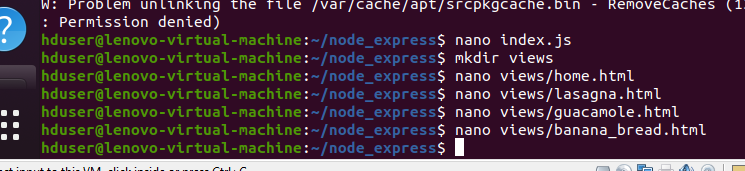 W: Problem unlinking the file /var/cache/apt/srcpkgcache.bin - RemoveCaches (1
: Permission denied)
hduser@lenovo-virtual-machine:~/node_express$ nano index.js
hduser@lenovo-virtual-machine:~/node_express$ mkdir views
hduser@lenovo-virtual-machine:~/node_express$ nano views/home.html
hduser@lenovo-virtual-machine:~/node_express$ nano views/lasagna.html
hduser@lenovo-virtual-machine:~/node_express$ nano views/guacamole.html
hduser@lenovo-virtual-machine:~/node_express$ nano views/banana_bread.html
hduser@lenovo-virtual-machine:~/node_express$
input to this VM, click inside or press Ctrl-G